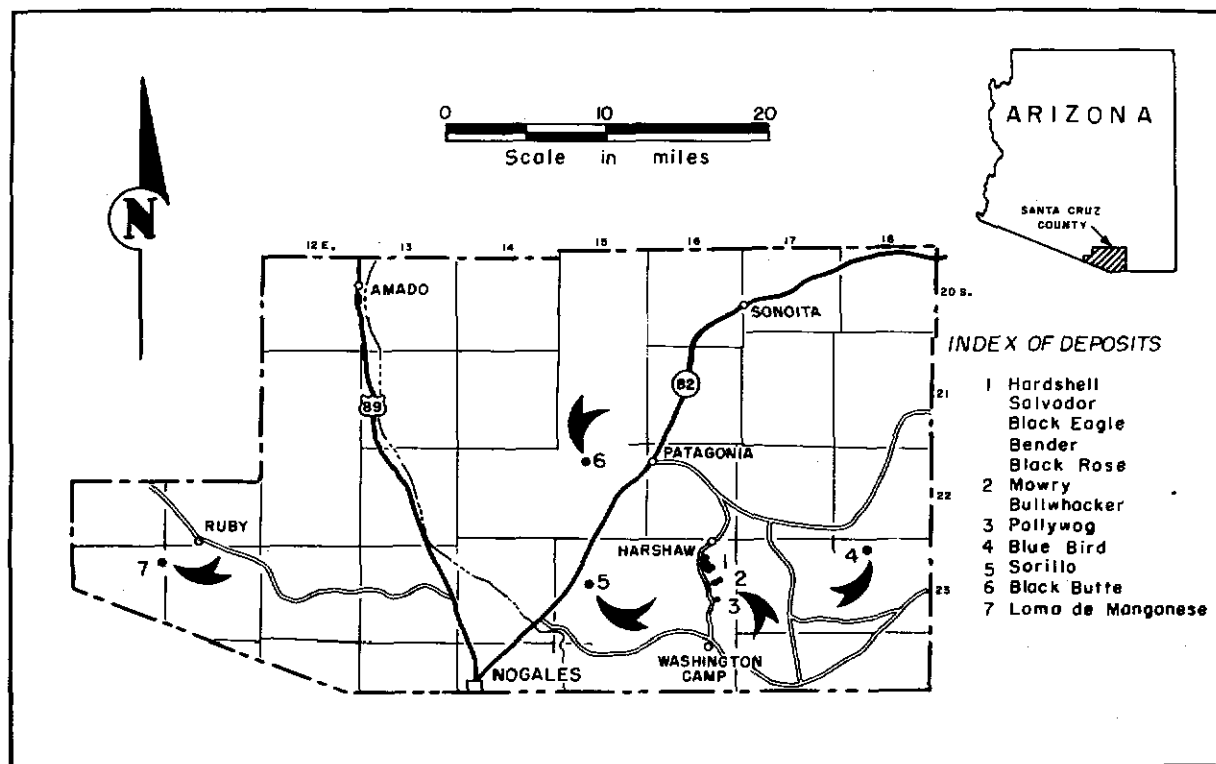 0 10 20
Scale in miles
N
ARIZONA
SANTA CRUZ
COUNTY
12 E. 13 14 15 16 17 18
20 S.
21
22
23
AMADO
SONOITA
82
89
6
PATAGONIA
RUBY
HARSHAW
7
5
1
2
3
4
WASHINGTON
CAMP
NOGALES
INDEX OF DEPOSITS
1 Hardshell
Salvador
Black Eagle
Bender
Black Rose
2 Mowry
Bullwhacker
3 Pollywog
4 Blue Bird
5 Sorillo
6 Black Butte
7 Loma de Manganese